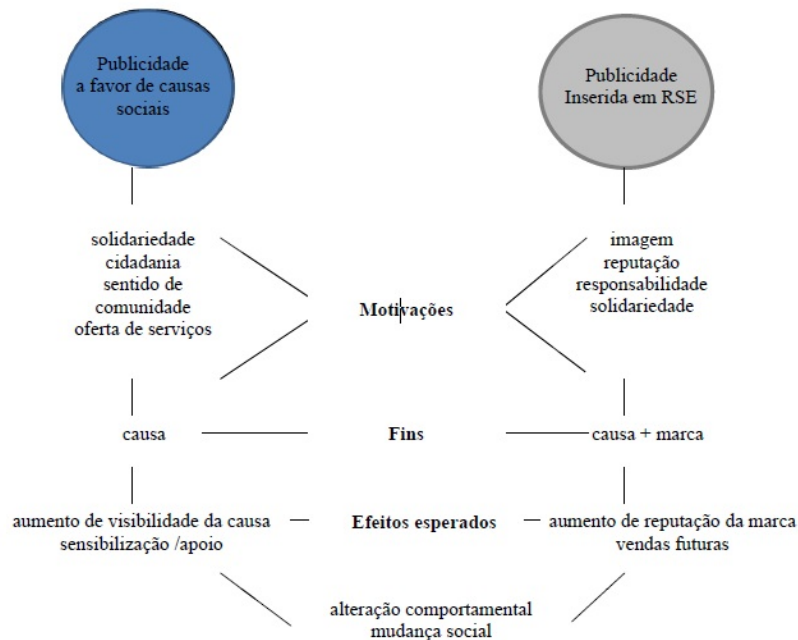 Publicidade
a favor de causas
sociais
Publicidade
Inserida em RSE
solidariedade
cidadania
sentido de
comunidade
oferta de serviços
imagem
reputação
responsabilidade
solidariedade
Motivações
causa
Fins
causa + marca
aumento de visibilidade da causa
sensibilização /apoio
Efeitos esperados
aumento de reputação da marca
vendas futuras
alteração comportamental
mudança social